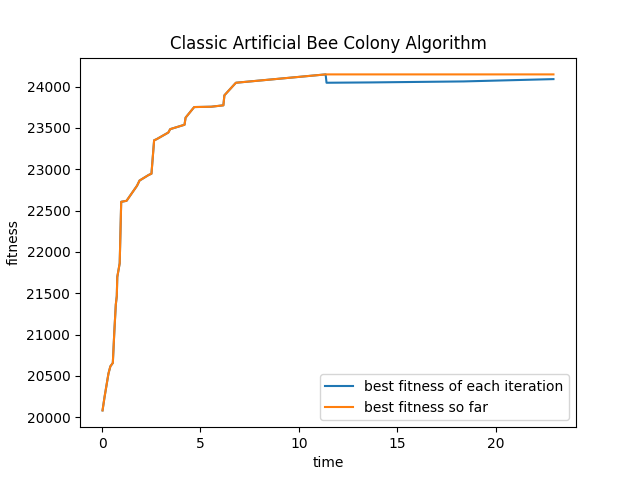 Classic Artificial Bee Colony Algorithm
fitness
24000
23500
23000
22500
22000
21500
21000
20500
20000
best fitness of each iteration
best fitness so far
0 5 10 15 20
time